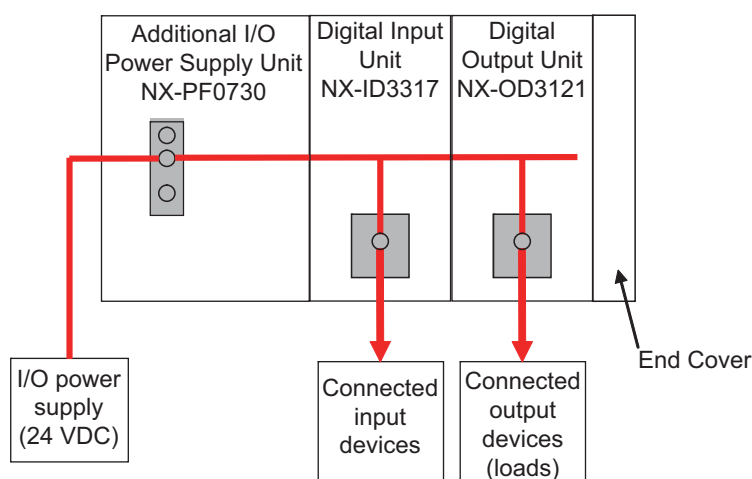 Additional I/O
Power Supply Unit
NX-PF0730
Digital Input
Unit
NX-ID3317
Digital
Output Unit
NX-OD3121
End Cover
I/O power
supply
(24 VDC)
Connected
input
devices
Connected
output
devices
(loads)